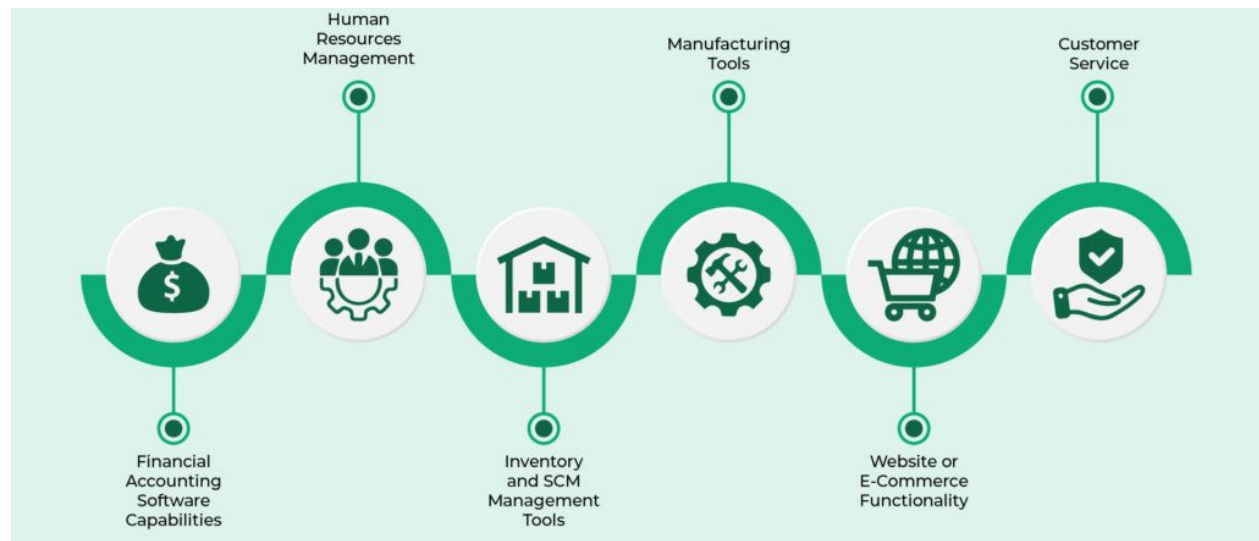 Financial
Accounting
Software
Capabilities
Human
Resources
Management
Inventory
and SCM
Management
Tools
Manufacturing
Tools
Website or
E-Commerce
Functionality
Customer
Service
$